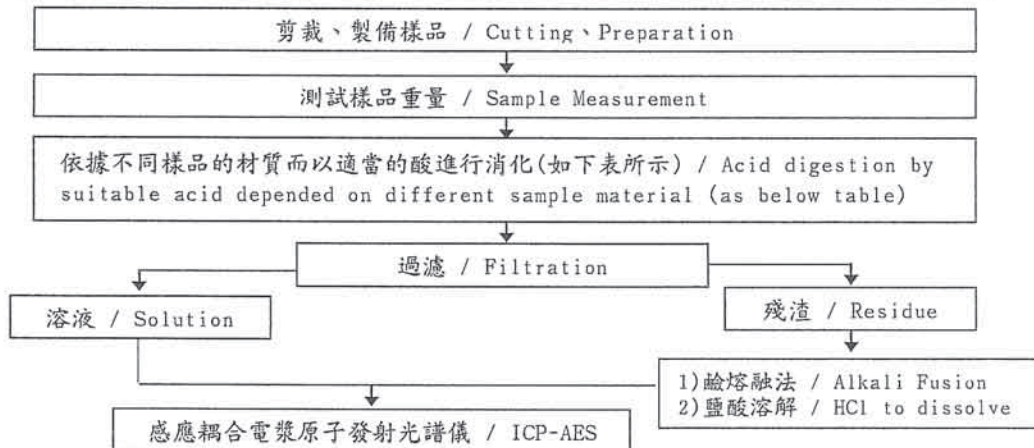 剪裁、製備樣品 / Cutting、Preparation
測試樣品重量 / Sample Measurement
依據不同樣品的材質而以適當的酸進行消化(如下表所示) / Acid digestion by
suitable acid depended on different sample material (as below table)
過濾 / Filtration
溶液 / Solution
殘渣 / Residue
1)鹼熔融法 / Alkali Fusion
2)鹽酸溶解 / HCl to dissolve
感應耦合電漿原子發射光譜儀 / ICP-AES